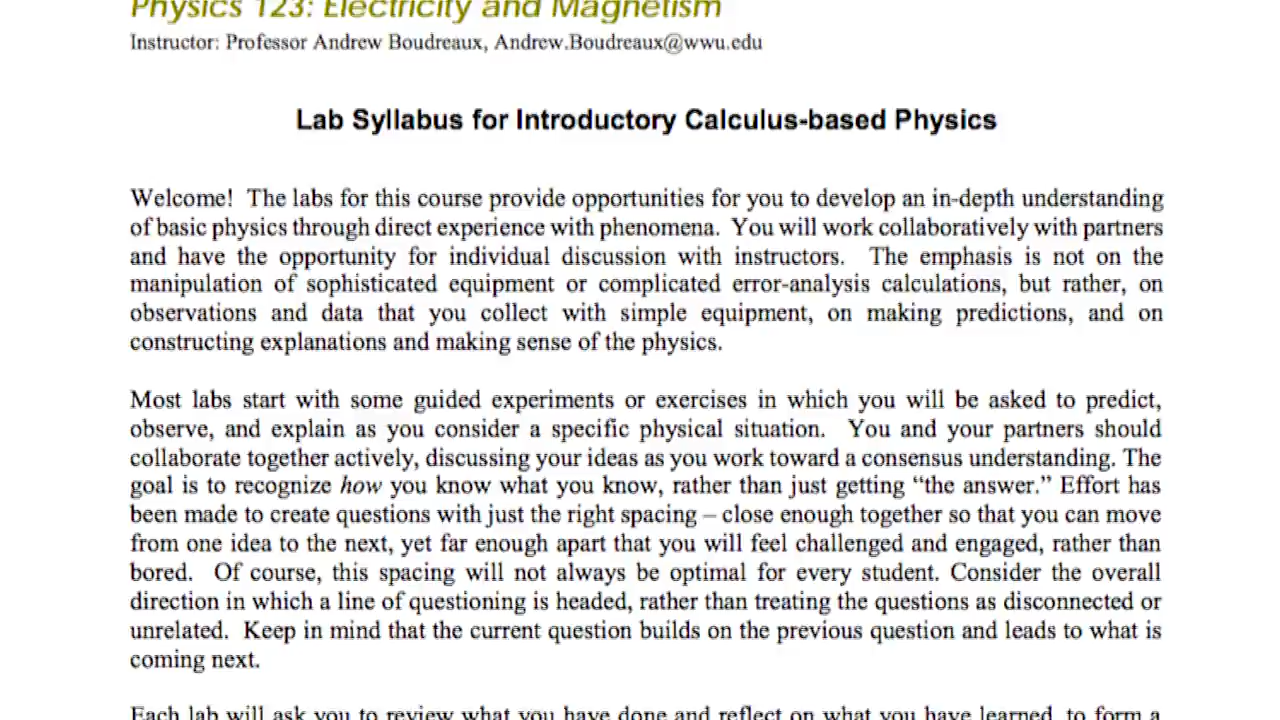 Physics 123: Electricity and Magnetism
Instructor: Professor Andrew Boudreaux, Andrew.Boudreaux@wwu.edu
Lab Syllabus for Introductory Calculus-based Physics
Welcome!  The labs for this course provide opportunities for you to develop an in-depth understanding
of basic physics through direct experience with phenomena.  You will work collaboratively with partners
and have the opportunity for individual discussion with instructors.  The emphasis is not on the
manipulation of sophisticated equipment or complicated error-analysis calculations, but rather, on
observations and data that you collect with simple equipment, on making predictions, and on
constructing explanations and making sense of the physics.
Most labs start with some guided experiments or exercises in which you will be asked to predict,
observe, and explain as you consider a specific physical situation.  You and your partners should
collaborate together actively, discussing your ideas as you work toward a consensus understanding. The
goal is to recognize how you know what you know, rather than just getting “the answer.” Effort has
been made to create questions with just the right spacing – close enough together so that you can move
from one idea to the next, yet far enough apart that you will feel challenged and engaged, rather than
bored.  Of course, this spacing will not always be optimal for every student. Consider the overall
direction in which a line of questioning is headed, rather than treating the questions as disconnected or
unrelated.  Keep in mind that the current question builds on the previous question and leads to what is
coming next.
Each lab will ask you to review what you have done and reflect on what you have learned, to form a